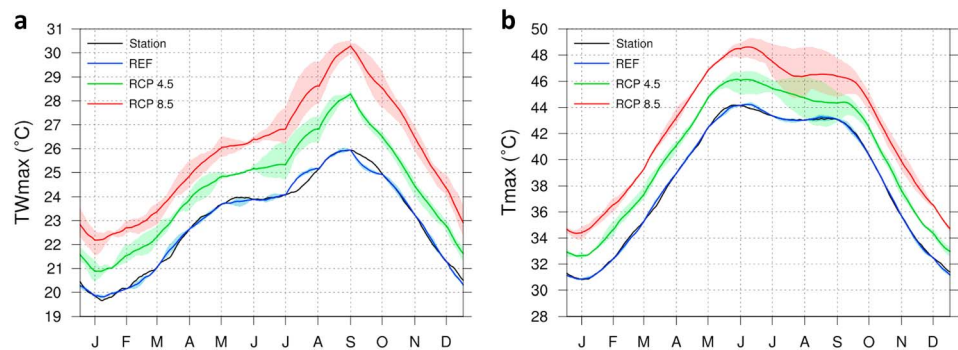 a
TWmax (°C)
31
30
29
28
27
26
25
24
23
22
21
20
19
Station
REF
RCP 4.5
RCP 8.5
J F M A M J J A S O N D
b
Tmax (°C)
50
48
46
44
42
40
38
36
34
32
30
28
Station
REF
RCP 4.5
RCP 8.5
J F M A M J J A S O N D